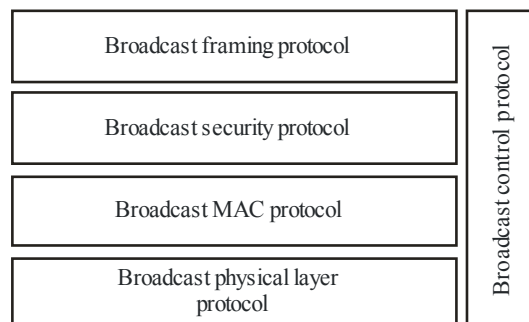 Broadcast framing protocol
Broadcast security protocol
Broadcast MAC protocol
Broadcast physical layer
protocol
Broadcast control protocol